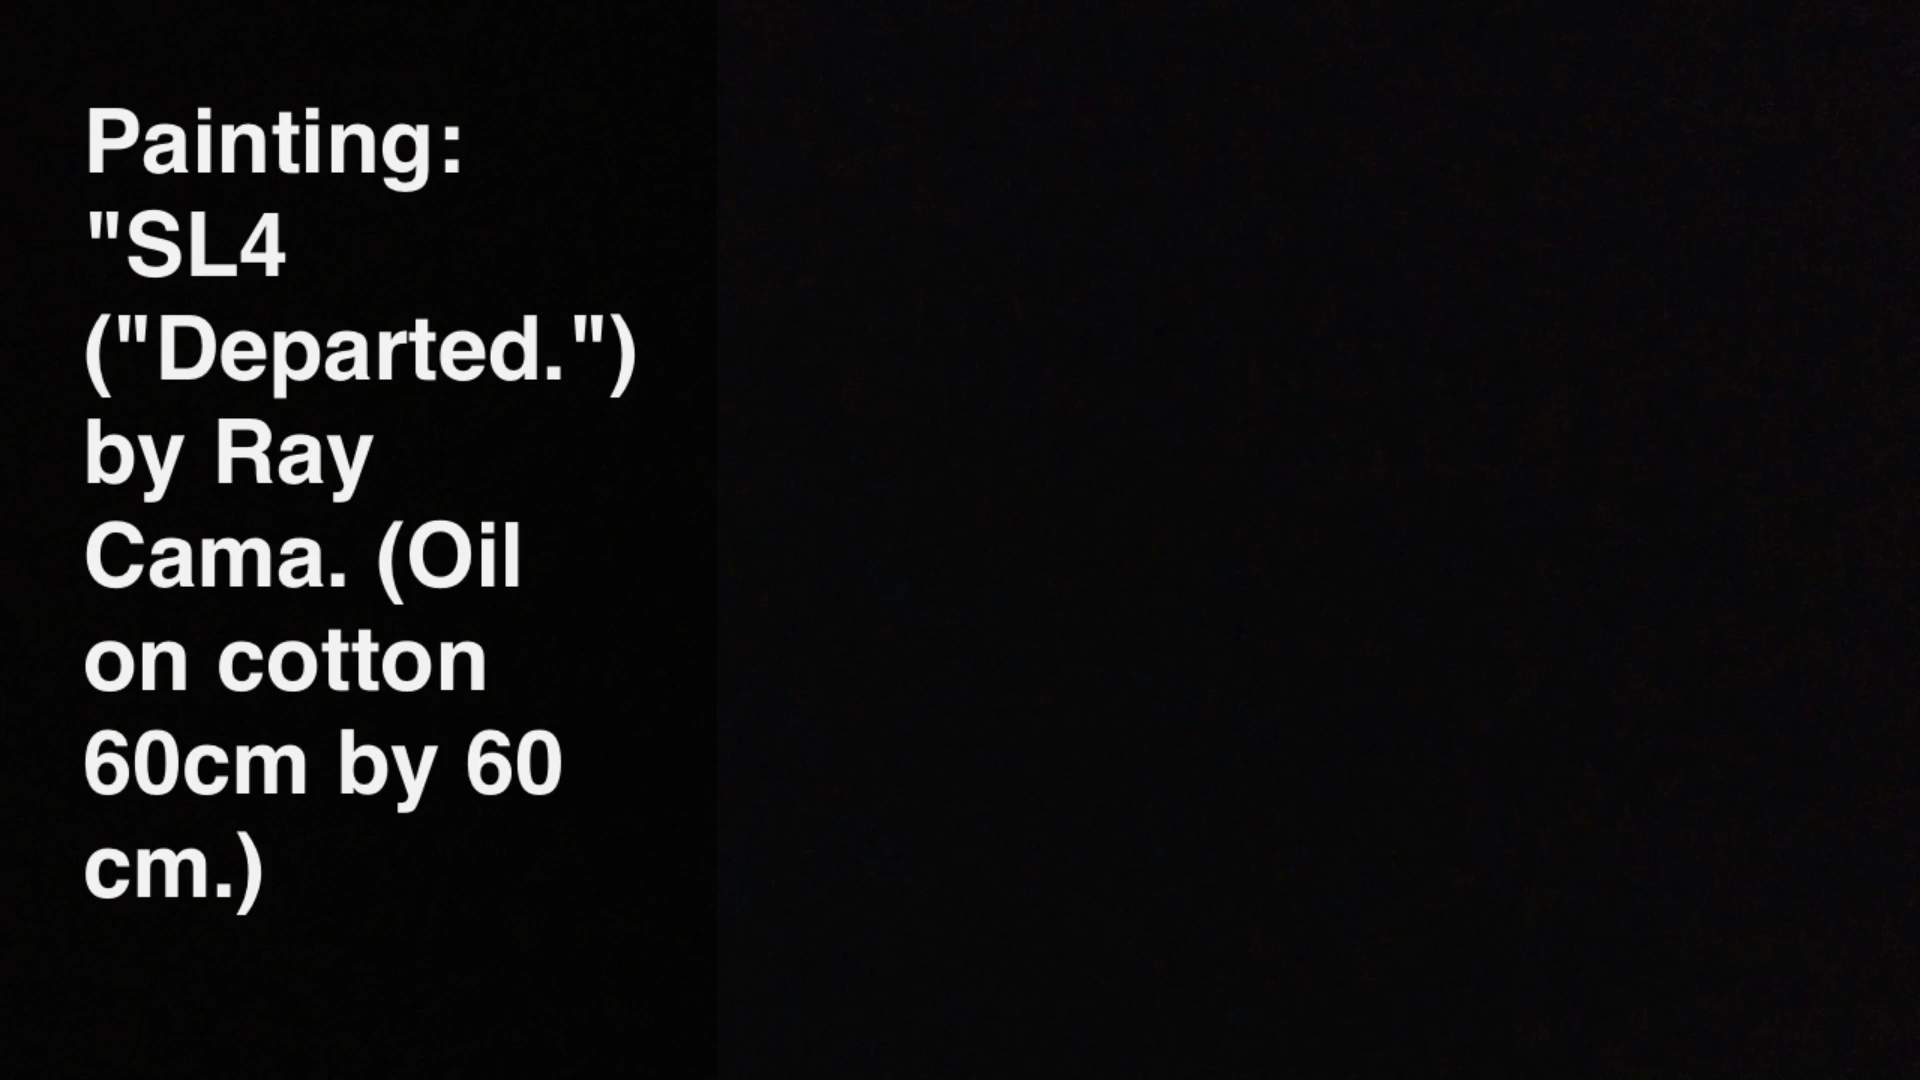 Painting:
"SL4
("Departed.")
by Ray
Cama. (Oil
on cotton
60cm by 60
cm.)